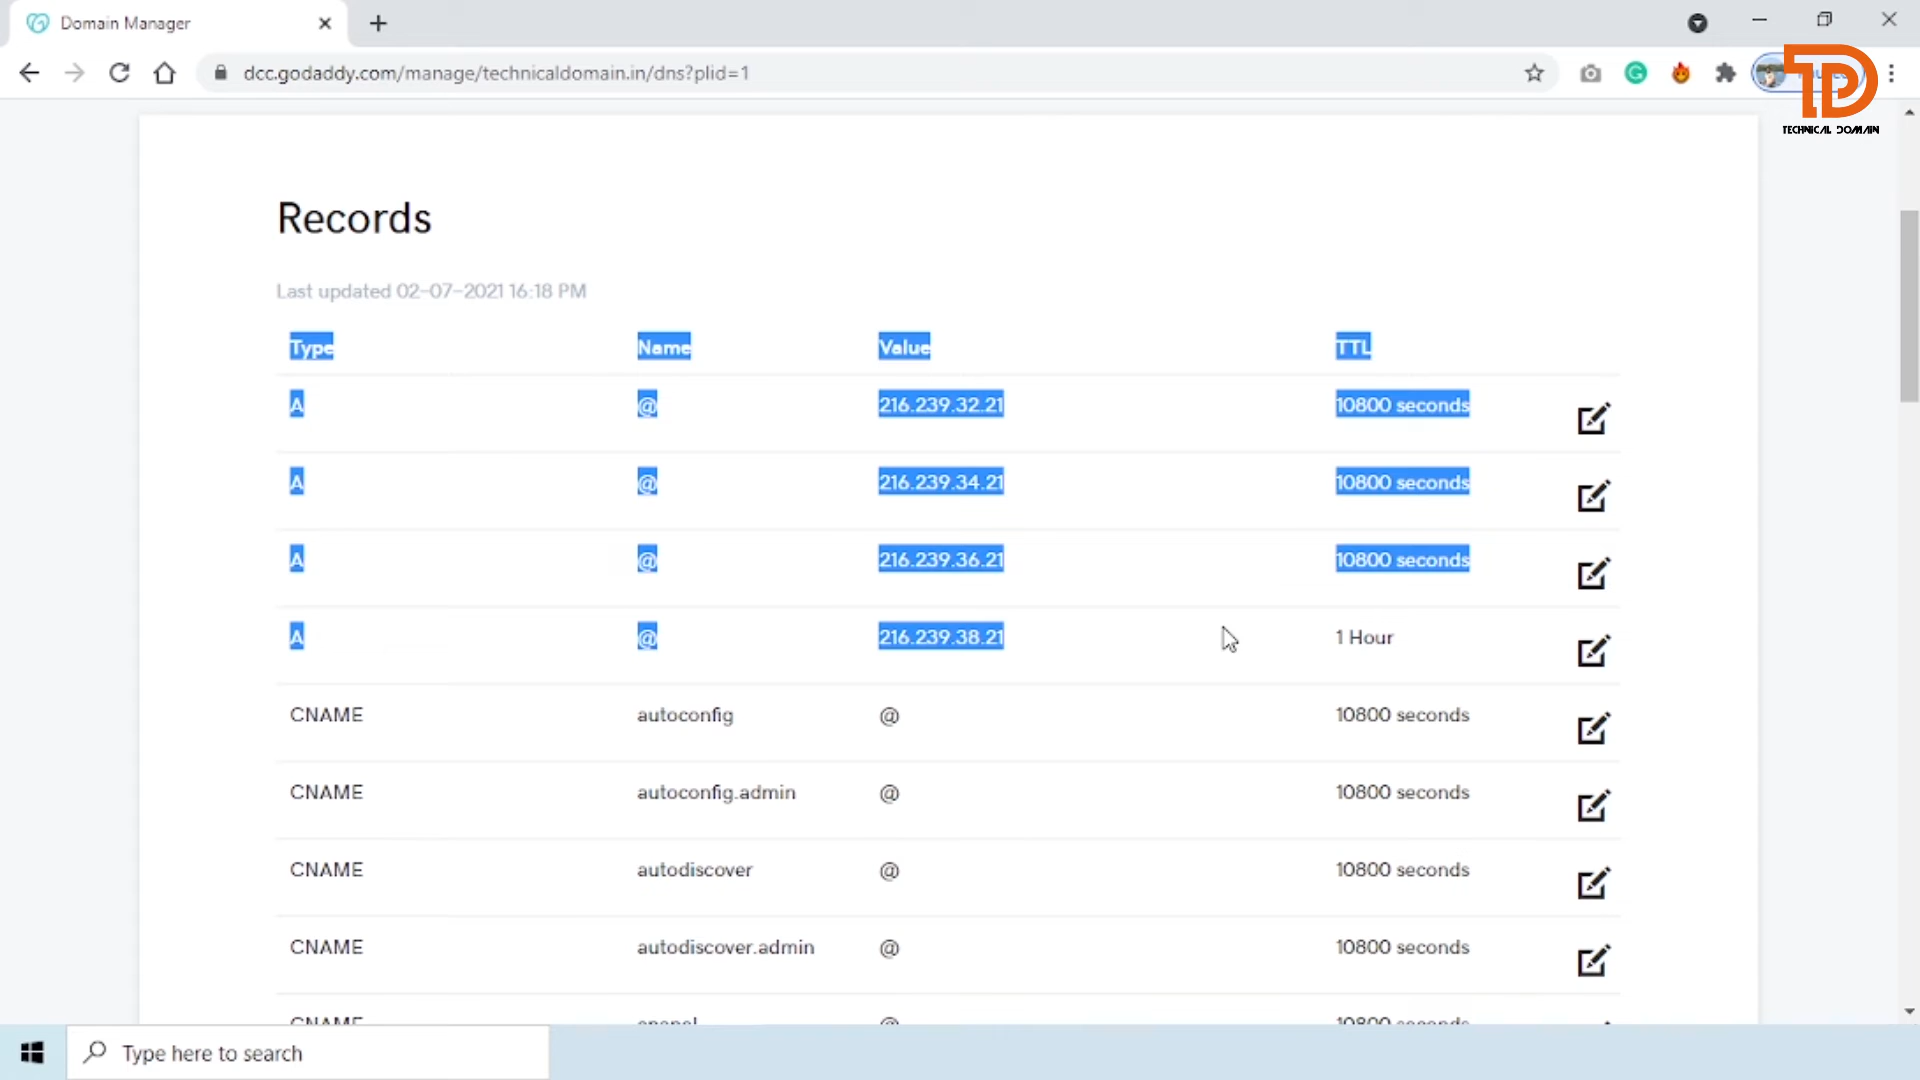 Domain Manager
dcc.godaddy.com/manage/technicaldomain.in/dns?plid=1
TECHNICAL DOMAIN
Records
Last updated 02-07-2021 16:18 PM
Type Name Value TTL
A @ 216.239.32.21 10800 seconds
A @ 216.239.34.21 10800 seconds
A @ 216.239.36.21 10800 seconds
A @ 216.239.38.21 1 Hour
CNAME autoconfig @ 10800 seconds
CNAME autoconfig.admin @ 10800 seconds
CNAME autodiscover @ 10800 seconds
CNAME autodiscover.admin @ 10800 seconds
CNAME @ 10800 seconds
Type here to search